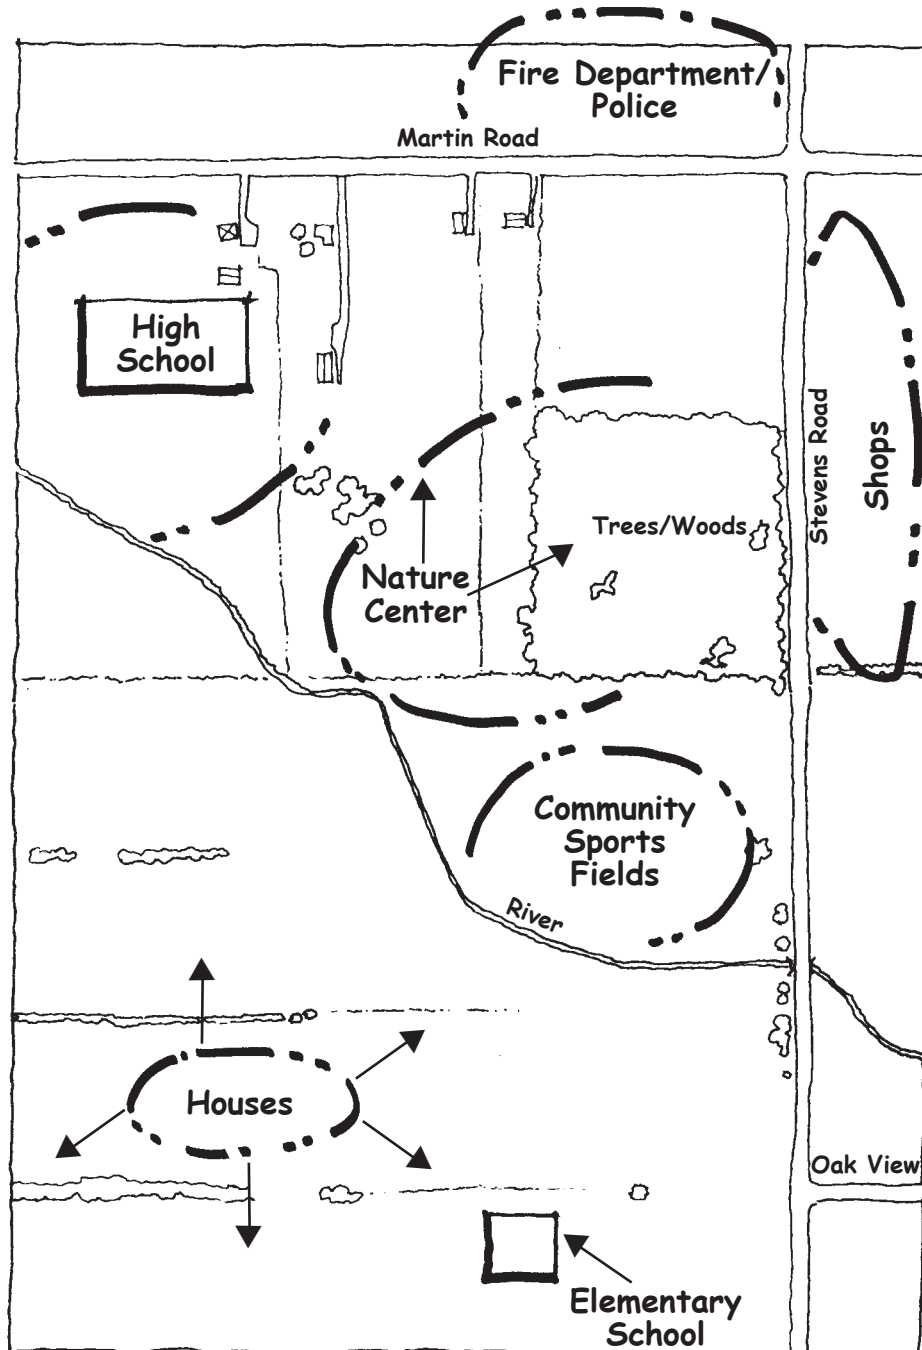 Fire Department/
Police
Martin Road
High
School
Stevens Road
Shops
Trees/Woods
Nature
Center
Community
Sports
Fields
River
Houses
Oak View
Elementary
School